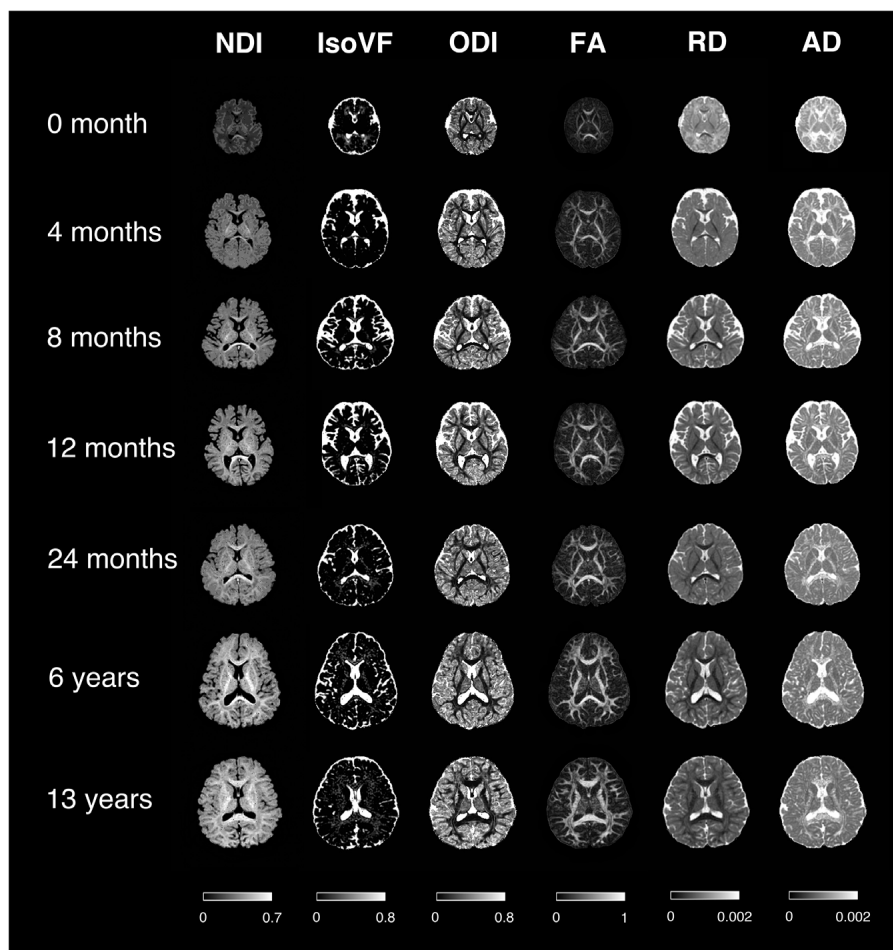 NDI IsoVF ODI FA RD AD
0 month
4 months
8 months
12 months
24 months
6 years
13 years
0 0.7 0 0.8 0 0.8 0 1 0 0.002 0 0.002